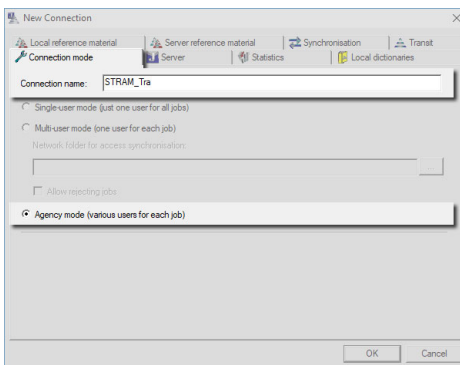 New Connection
Local reference material Server reference material Synchronisation Transit
Connection mode Server Statistics Local dictionaries
Connection name: STRAM_Tra
Single-user mode (just one user for all jobs)
Multi-user mode (one user for each job)
Network folder for access synchronisation:
...
Allow rejecting jobs
Agency mode (various users for each job)
OK Cancel